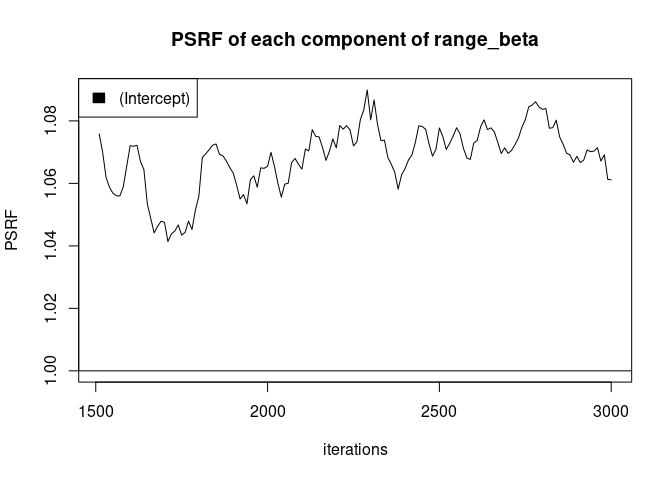 PSRF of each component of range_beta
(Intercept)
PSRF
1.08
1.06
1.04
1.02
1.00
1500 2000 2500 3000
iterations